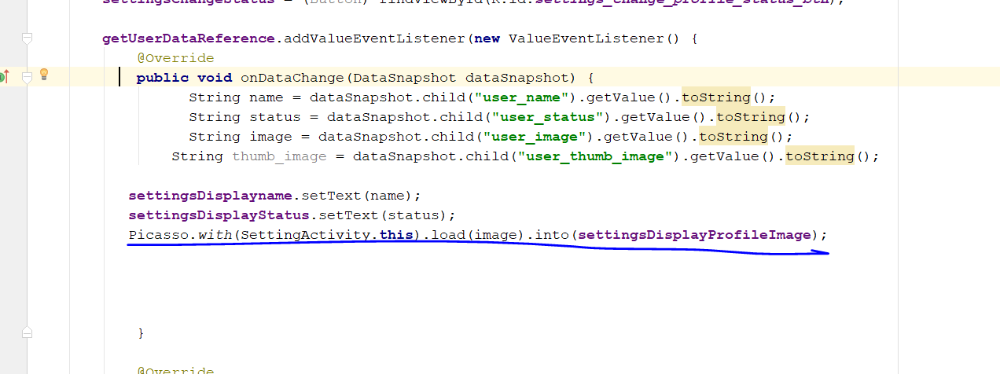 settingsChangeStatus = (Button) findViewById(R.id.settings_change_profile_status_btn);
getUserDataReference.addValueEventListener(new ValueEventListener() {
@Override
public void onDataChange(DataSnapshot dataSnapshot) {
String name = dataSnapshot.child("user_name").getValue().toString();
String status = dataSnapshot.child("user_status").getValue().toString();
String image = dataSnapshot.child("user_image").getValue().toString();
String thumb_image = dataSnapshot.child("user_thumb_image").getValue().toString();
settingsDisplayname.setText(name);
settingsDisplayStatus.setText(status);
Picasso.with(SettingActivity.this).load(image).into(settingsDisplayProfileImage);
}
@Override